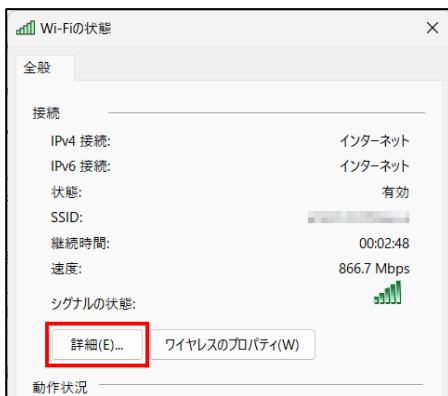 Wi-Fiの状態
全般
接続
IPv4 接続: インターネット
IPv6 接続: インターネット
状態: 有効
SSID:
継続時間: 00:02:48
速度: 866.7 Mbps
シグナルの状態:
詳細(E)... ワイヤレスのプロパティ(W)
動作状況